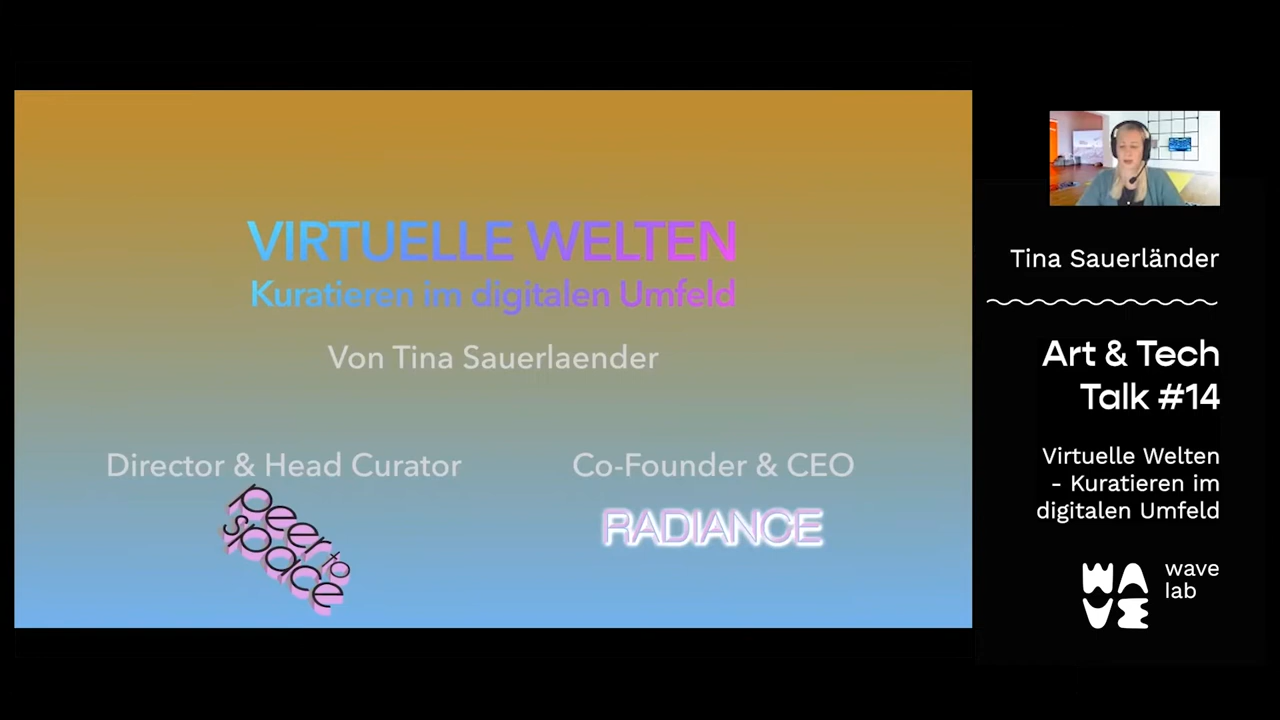 VIRTUELLE WELTEN
Kuratieren im digitalen Umfeld
Von Tina Sauerlaender
Director & Head Curator
peer to
space
Co-Founder & CEO
RADIANCE
Tina Sauerländer
Art & Tech
Talk #14
Virtuelle Welten
- Kuratieren im
digitalen Umfeld
WAVE
wave
lab